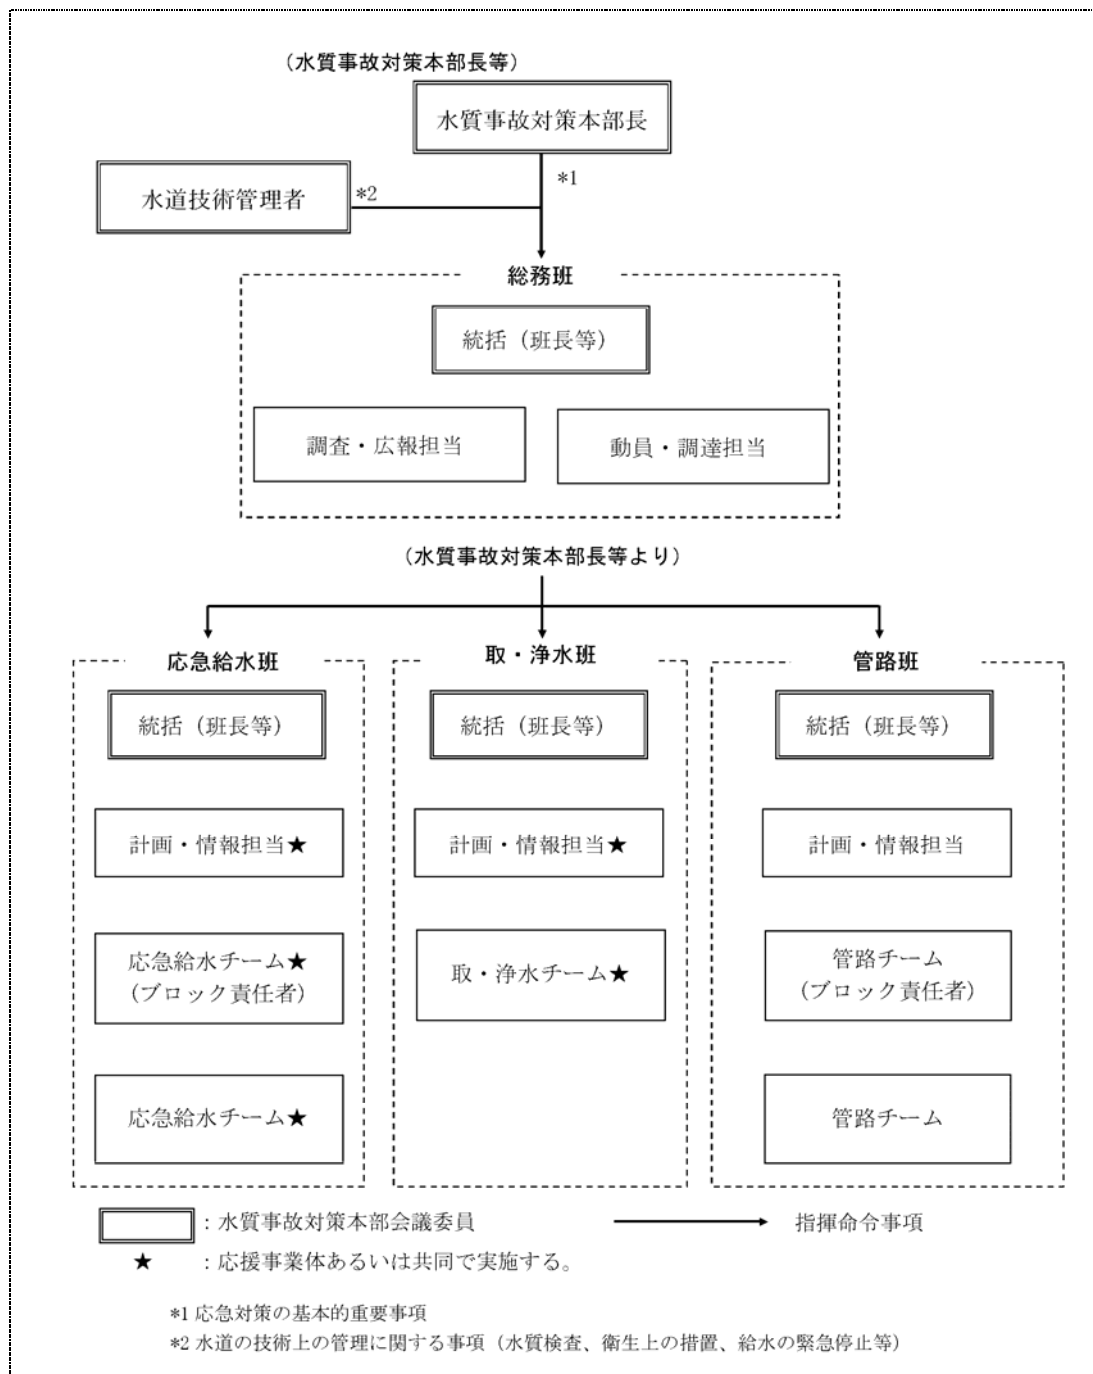 （水質事故対策本部長等）
水質事故対策本部長
*1
水道技術管理者
*2
総務班
統括（班長等）
調査・広報担当
動員・調達担当
（水質事故対策本部長等より）
応急給水班
統括（班長等）
計画・情報担当★
応急給水チーム★
（ブロック責任者）
応急給水チーム★
取・浄水班
統括（班長等）
計画・情報担当★
取・浄水チーム★
管路班
統括（班長等）
計画・情報担当
管路チーム
（ブロック責任者）
管路チーム
：水質事故対策本部会議委員
指揮命令事項
★ ：応援事業体あるいは共同で実施する。
*1 応急対策の基本的重要事項
*2 水道の技術上の管理に関する事項（水質検査、衛生上の措置、給水の緊急停止等）